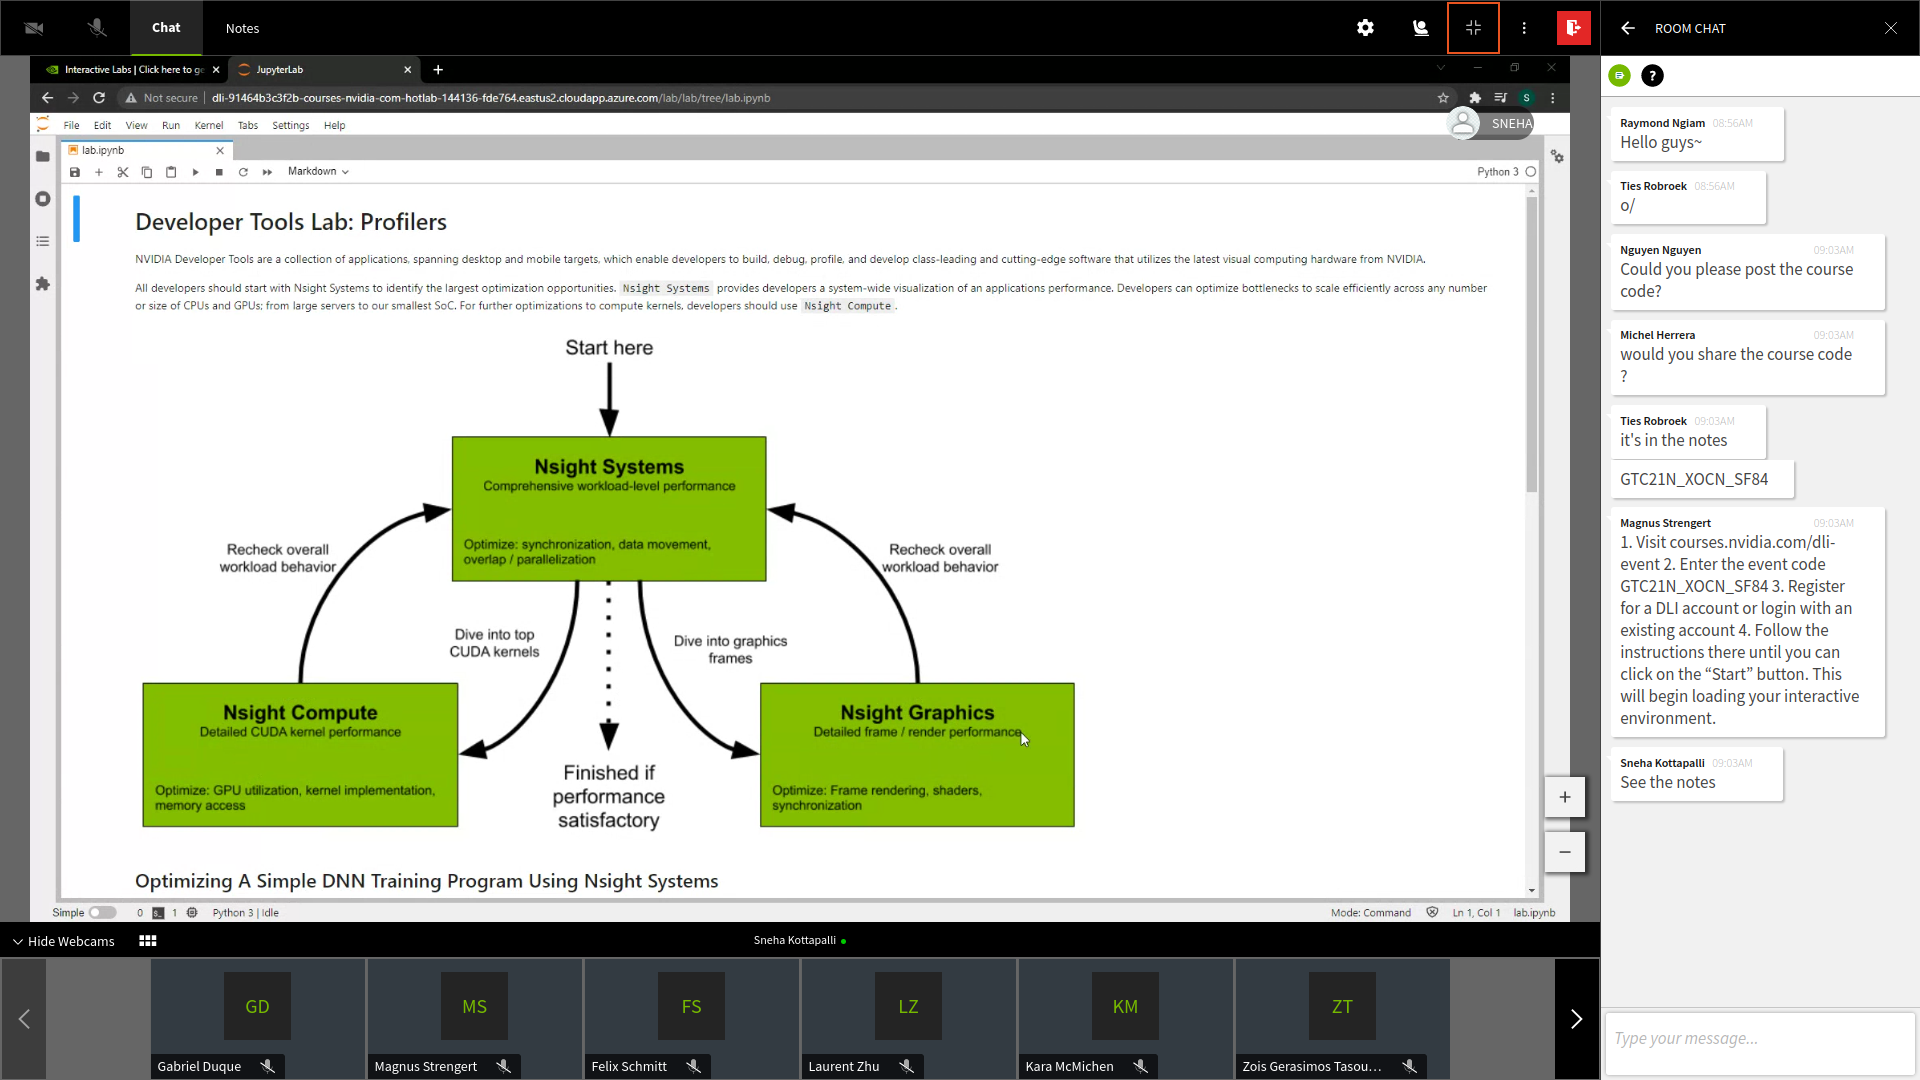 Chat
Notes
ROOM CHAT
Interactive Labs | Click here to ge
JupyterLab
Not secure
dli-91464b3c3f2b-courses-nvidia-com-hotlab-144136-fde764.eastus2.cloudapp.azure.com/lab/lab/tree/lab.ipynb
S
File Edit View Run Kernel Tabs Settings Help
SNEHA
lab.ipynb
Markdown
Python 3
Developer Tools Lab: Profilers
NVIDIA Developer Tools are a collection of applications, spanning desktop and mobile targets, which enable developers to build, debug, profile, and develop class-leading and cutting-edge software that utilizes the latest visual computing hardware from NVIDIA.
All developers should start with Nsight Systems to identify the largest optimization opportunities. Nsight Systems provides developers a system-wide visualization of an applications performance. Developers can optimize bottlenecks to scale efficiently across any number
or size of CPUs and GPUs; from large servers to our smallest SoC. For further optimizations to compute kernels, developers should use Nsight Compute .
Start here
Nsight Systems
Comprehensive workload-level performance
Optimize: synchronization, data movement,
overlap / parallelization
Recheck overall
workload behavior
Recheck overall
workload behavior
Dive into top
CUDA kernels
Dive into graphics
frames
Nsight Compute
Detailed CUDA kernel performance
Optimize: GPU utilization, kernel implementation,
memory access
Finished if
performance
satisfactory
Nsight Graphics
Detailed frame / render performance
Optimize: Frame rendering, shaders,
synchronization
Optimizing A Simple DNN Training Program Using Nsight Systems
Simple
0
1
Python 3 | Idle
Mode: Command
Ln 1, Col 1
lab.ipynb
Hide Webcams
Sneha Kottapalli
GD
Gabriel Duque
MS
Magnus Strengert
FS
Felix Schmitt
LZ
Laurent Zhu
KM
Kara McMichen
ZT
Zois Gerasimos Tasou...
Raymond Ngiam 08:56AM
Hello guys~
Ties Robroek 08:56AM
o/
Nguyen Nguyen 09:03AM
Could you please post the course
code?
Michel Herrera 09:03AM
would you share the course code
?
Ties Robroek 09:03AM
it's in the notes
GTC21N_XOCN_SF84
Magnus Strengert 09:03AM
1. Visit courses.nvidia.com/dli-
event 2. Enter the event code
GTC21N_XOCN_SF84 3. Register
for a DLI account or login with an
existing account 4. Follow the
instructions there until you can
click on the “Start” button. This
will begin loading your interactive
environment.
Sneha Kottapalli 09:03AM
See the notes
Type your message...